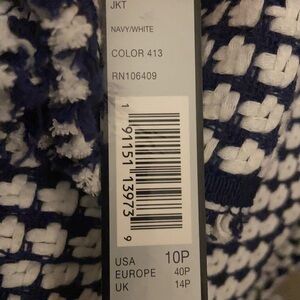 JKT
NAVY/WHITE
COLOR 413
RN106409
1 91151 13973 9
USA 10P
EUROPE 40P
UK 14P